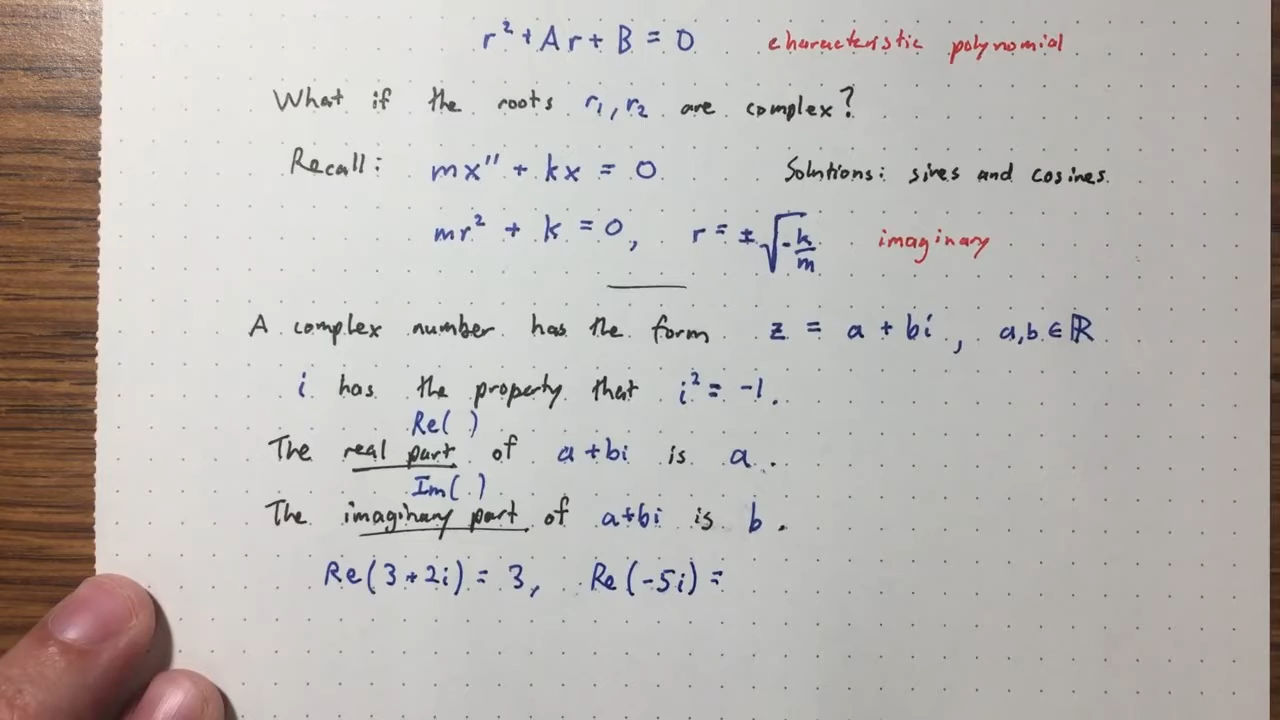 r² + Ar + B = 0 characteristic polynomial
What if the roots r₁, r₂ are complex?
Recall: mx'' + kx = 0 Solutions: sines and cosines.
mr² + k = 0, r = ±√(-k/m) imaginary
A complex number has the form z = a + bi, a,b ∈ ℝ
i has the property that i² = -1.
Re( )
The real part of a + bi is a.
Im( )
The imaginary part of a+bi is b.
Re(3+2i) = 3, Re(-5i) =